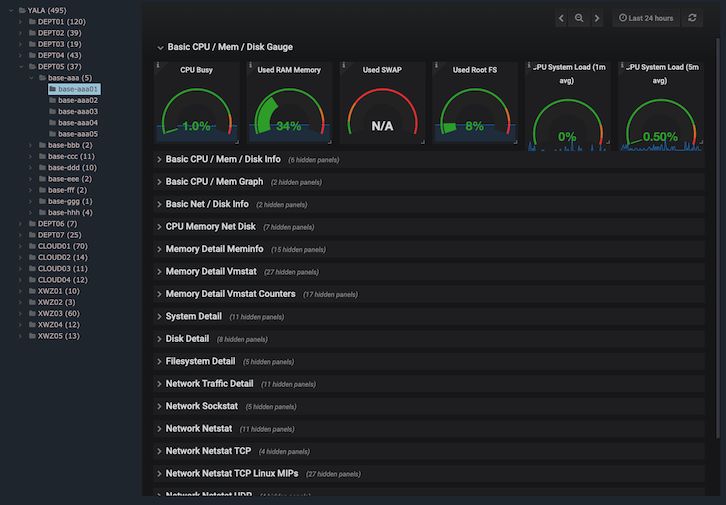 YALA (495)
DEPT01 (120)
DEPT02 (39)
DEPT03 (19)
DEPT04 (43)
DEPT05 (37)
base-aaa (5)
base-aaa01
base-aaa02
base-aaa03
base-aaa04
base-aaa05
base-bbb (2)
base-ccc (11)
base-ddd (10)
base-eee (2)
base-fff (2)
base-ggg (1)
base-hhh (4)
DEPT06 (7)
DEPT07 (25)
CLOUD01 (70)
CLOUD02 (14)
CLOUD03 (11)
CLOUD04 (12)
XWZ01 (10)
XWZ02 (3)
XWZ03 (60)
XWZ04 (12)
XWZ05 (13)
Last 24 hours
Basic CPU / Mem / Disk Gauge
CPU Busy
1.0%
Used RAM Memory
34%
Used SWAP
N/A
Used Root FS
8%
PU System Load (1m
avg)
0%
PU System Load (5m
avg)
0.50%
Basic CPU / Mem / Disk Info (6 hidden panels)
Basic CPU / Mem Graph (2 hidden panels)
Basic Net / Disk Info (2 hidden panels)
CPU Memory Net Disk (7 hidden panels)
Memory Detail Meminfo (15 hidden panels)
Memory Detail Vmstat (27 hidden panels)
Memory Detail Vmstat Counters (17 hidden panels)
System Detail (11 hidden panels)
Disk Detail (8 hidden panels)
Filesystem Detail (5 hidden panels)
Network Traffic Detail (11 hidden panels)
Network Sockstat (5 hidden panels)
Network Netstat (11 hidden panels)
Network Netstat TCP (4 hidden panels)
Network Netstat TCP Linux MIPs (27 hidden panels)
Network Netstat UDP